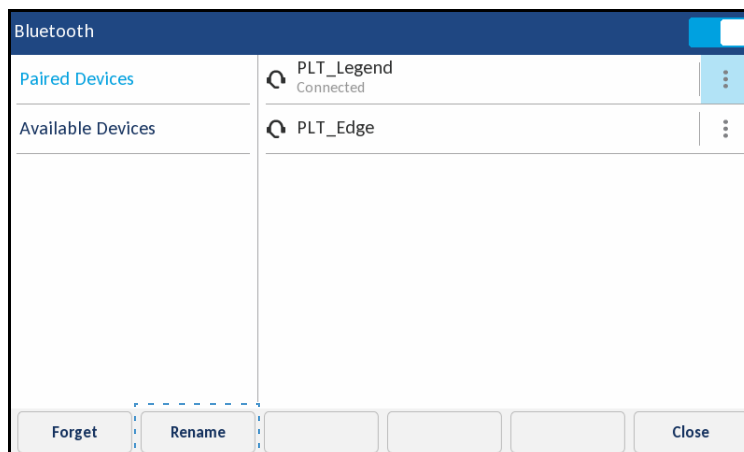 Bluetooth
Paired Devices
Available Devices
PLT_Legend
Connected
PLT_Edge
Forget
Rename
Close